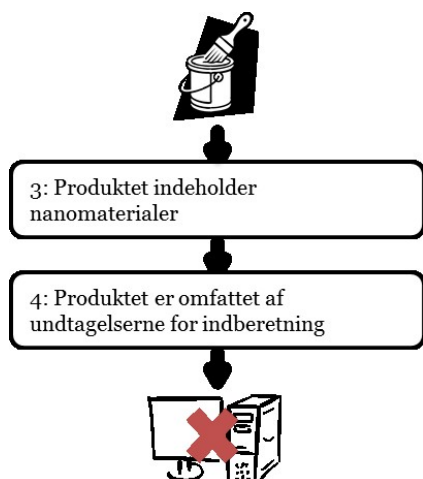 3: Produktet indeholder
nanomaterialer
4: Produktet er omfattet af
undtagelserne for indberetning